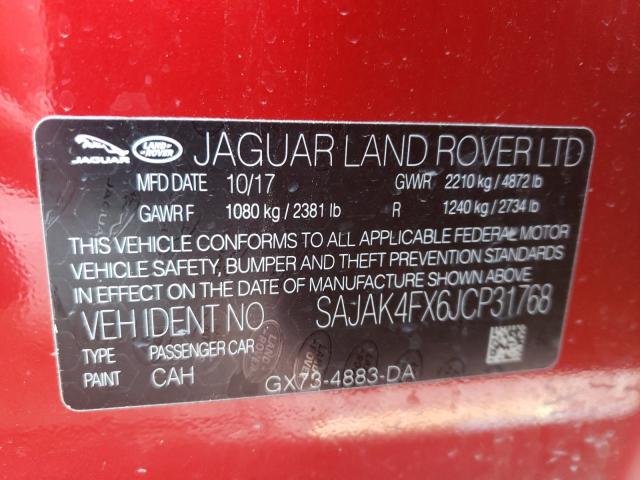 JAGUAR LAND ROVER JAGUAR LAND ROVER LTD
MFD DATE 10/17 GWR 2210 kg / 4872 lb
GAWR F 1080 kg / 2381 lb R 1240 kg / 2734 lb
THIS VEHICLE CONFORMS TO ALL APPLICABLE FEDERAL MOTOR
VEHICLE SAFETY, BUMPER AND THEFT PREVENTION STANDARDS
IN EFFECT ON THE DATE OF MANUFACTURE SHOWN ABOVE.
VEH IDENT NO SAJAK4FX6JCP31768
TYPE PASSENGER CAR
PAINT CAH GX73-4883-DA